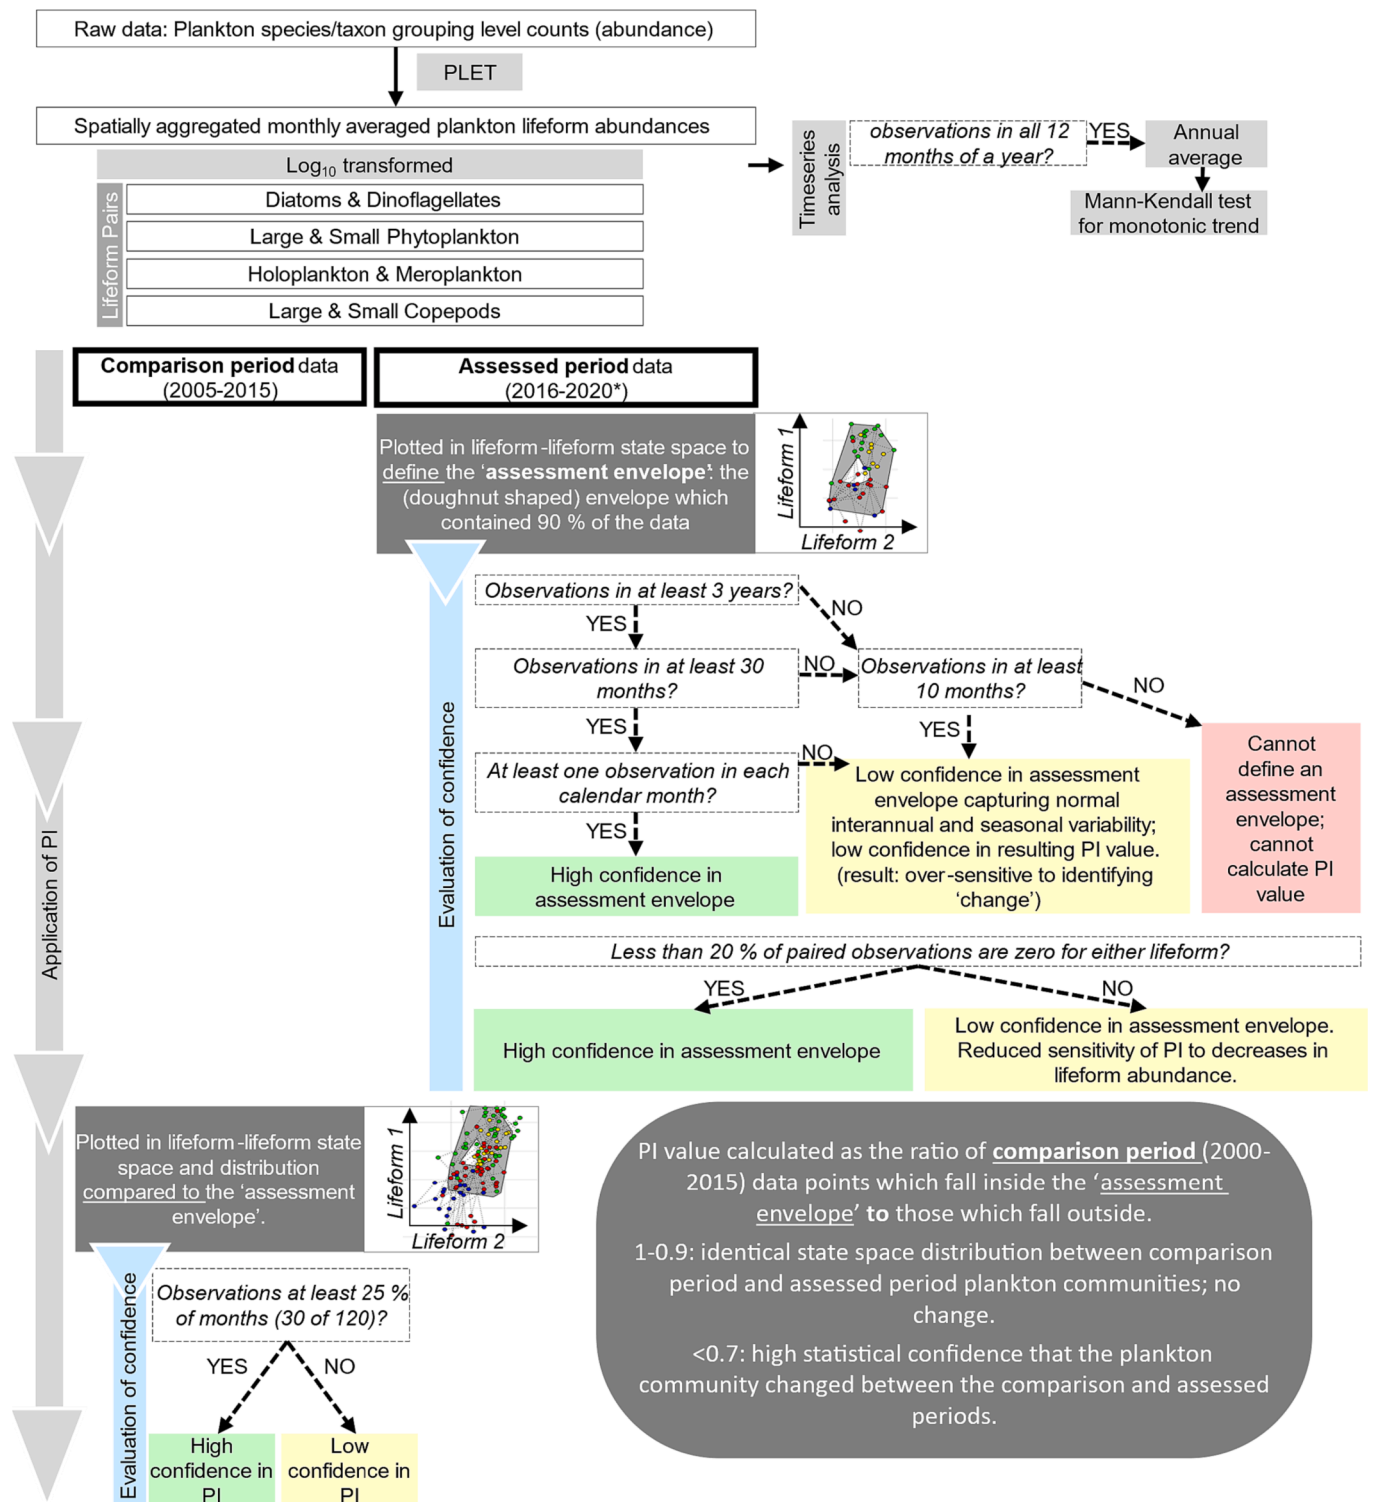 Raw data: Plankton species/taxon grouping level counts (abundance)
PLET
Spatially aggregated monthly averaged plankton lifeform abundances
Log10 transformed
Lifeform Pairs
Diatoms & Dinoflagellates
Large & Small Phytoplankton
Holoplankton & Meroplankton
Large & Small Copepods
Timeseries
analysis
observations in all 12
months of a year?
YES
Annual
average
Mann-Kendall test
for monotonic trend
Application of PI
Comparison period data
(2005-2015)
Assessed period data
(2016-2020*)
Plotted in lifeform-lifeform state space to
define the ‘assessment envelope’: the
(doughnut shaped) envelope which
contained 90 % of the data
Lifeform 1
Lifeform 2
Evaluation of confidence
Observations in at least 3 years?
NO
YES
Observations in at least 30
months?
NO
Observations in at least
10 months?
NO
YES
YES
At least one observation in each
calendar month?
NO
YES
High confidence in
assessment envelope
Low confidence in assessment
envelope capturing normal
interannual and seasonal variability;
low confidence in resulting PI value.
(result: over-sensitive to identifying
‘change’)
Cannot
define an
assessment
envelope;
cannot
calculate PI
value
Less than 20 % of paired observations are zero for either lifeform?
YES
NO
High confidence in assessment envelope
Low confidence in assessment envelope.
Reduced sensitivity of PI to decreases in
lifeform abundance.
Plotted in lifeform-lifeform state
space and distribution
compared to the ‘assessment
envelope’.
Lifeform 1
Lifeform 2
Evaluation of confidence
Observations at least 25 %
of months (30 of 120)?
YES
NO
High
confidence in
PI
Low
confidence in
PI
PI value calculated as the ratio of comparison period (2000-
2015) data points which fall inside the ‘assessment
envelope’ to those which fall outside.
1-0.9: identical state space distribution between comparison
period and assessed period plankton communities; no
change.
<0.7: high statistical confidence that the plankton
community changed between the comparison and assessed
periods.